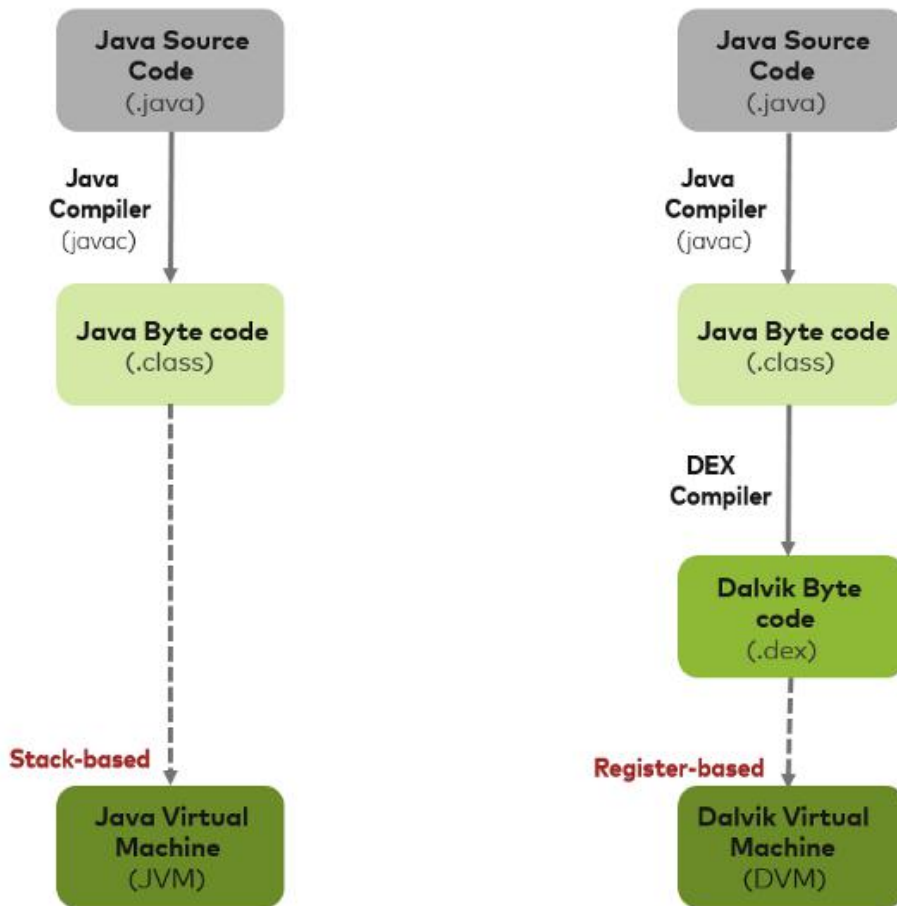 Java Source
Code
(.java)
Java
Compiler
(javac)
Java Byte code
(.class)
Stack-based
Java Virtual
Machine
(JVM)
Java Source
Code
(.java)
Java
Compiler
(javac)
Java Byte code
(.class)
DEX
Compiler
Dalvik Byte
code
(.dex)
Register-based
Dalvik Virtual
Machine
(DVM)